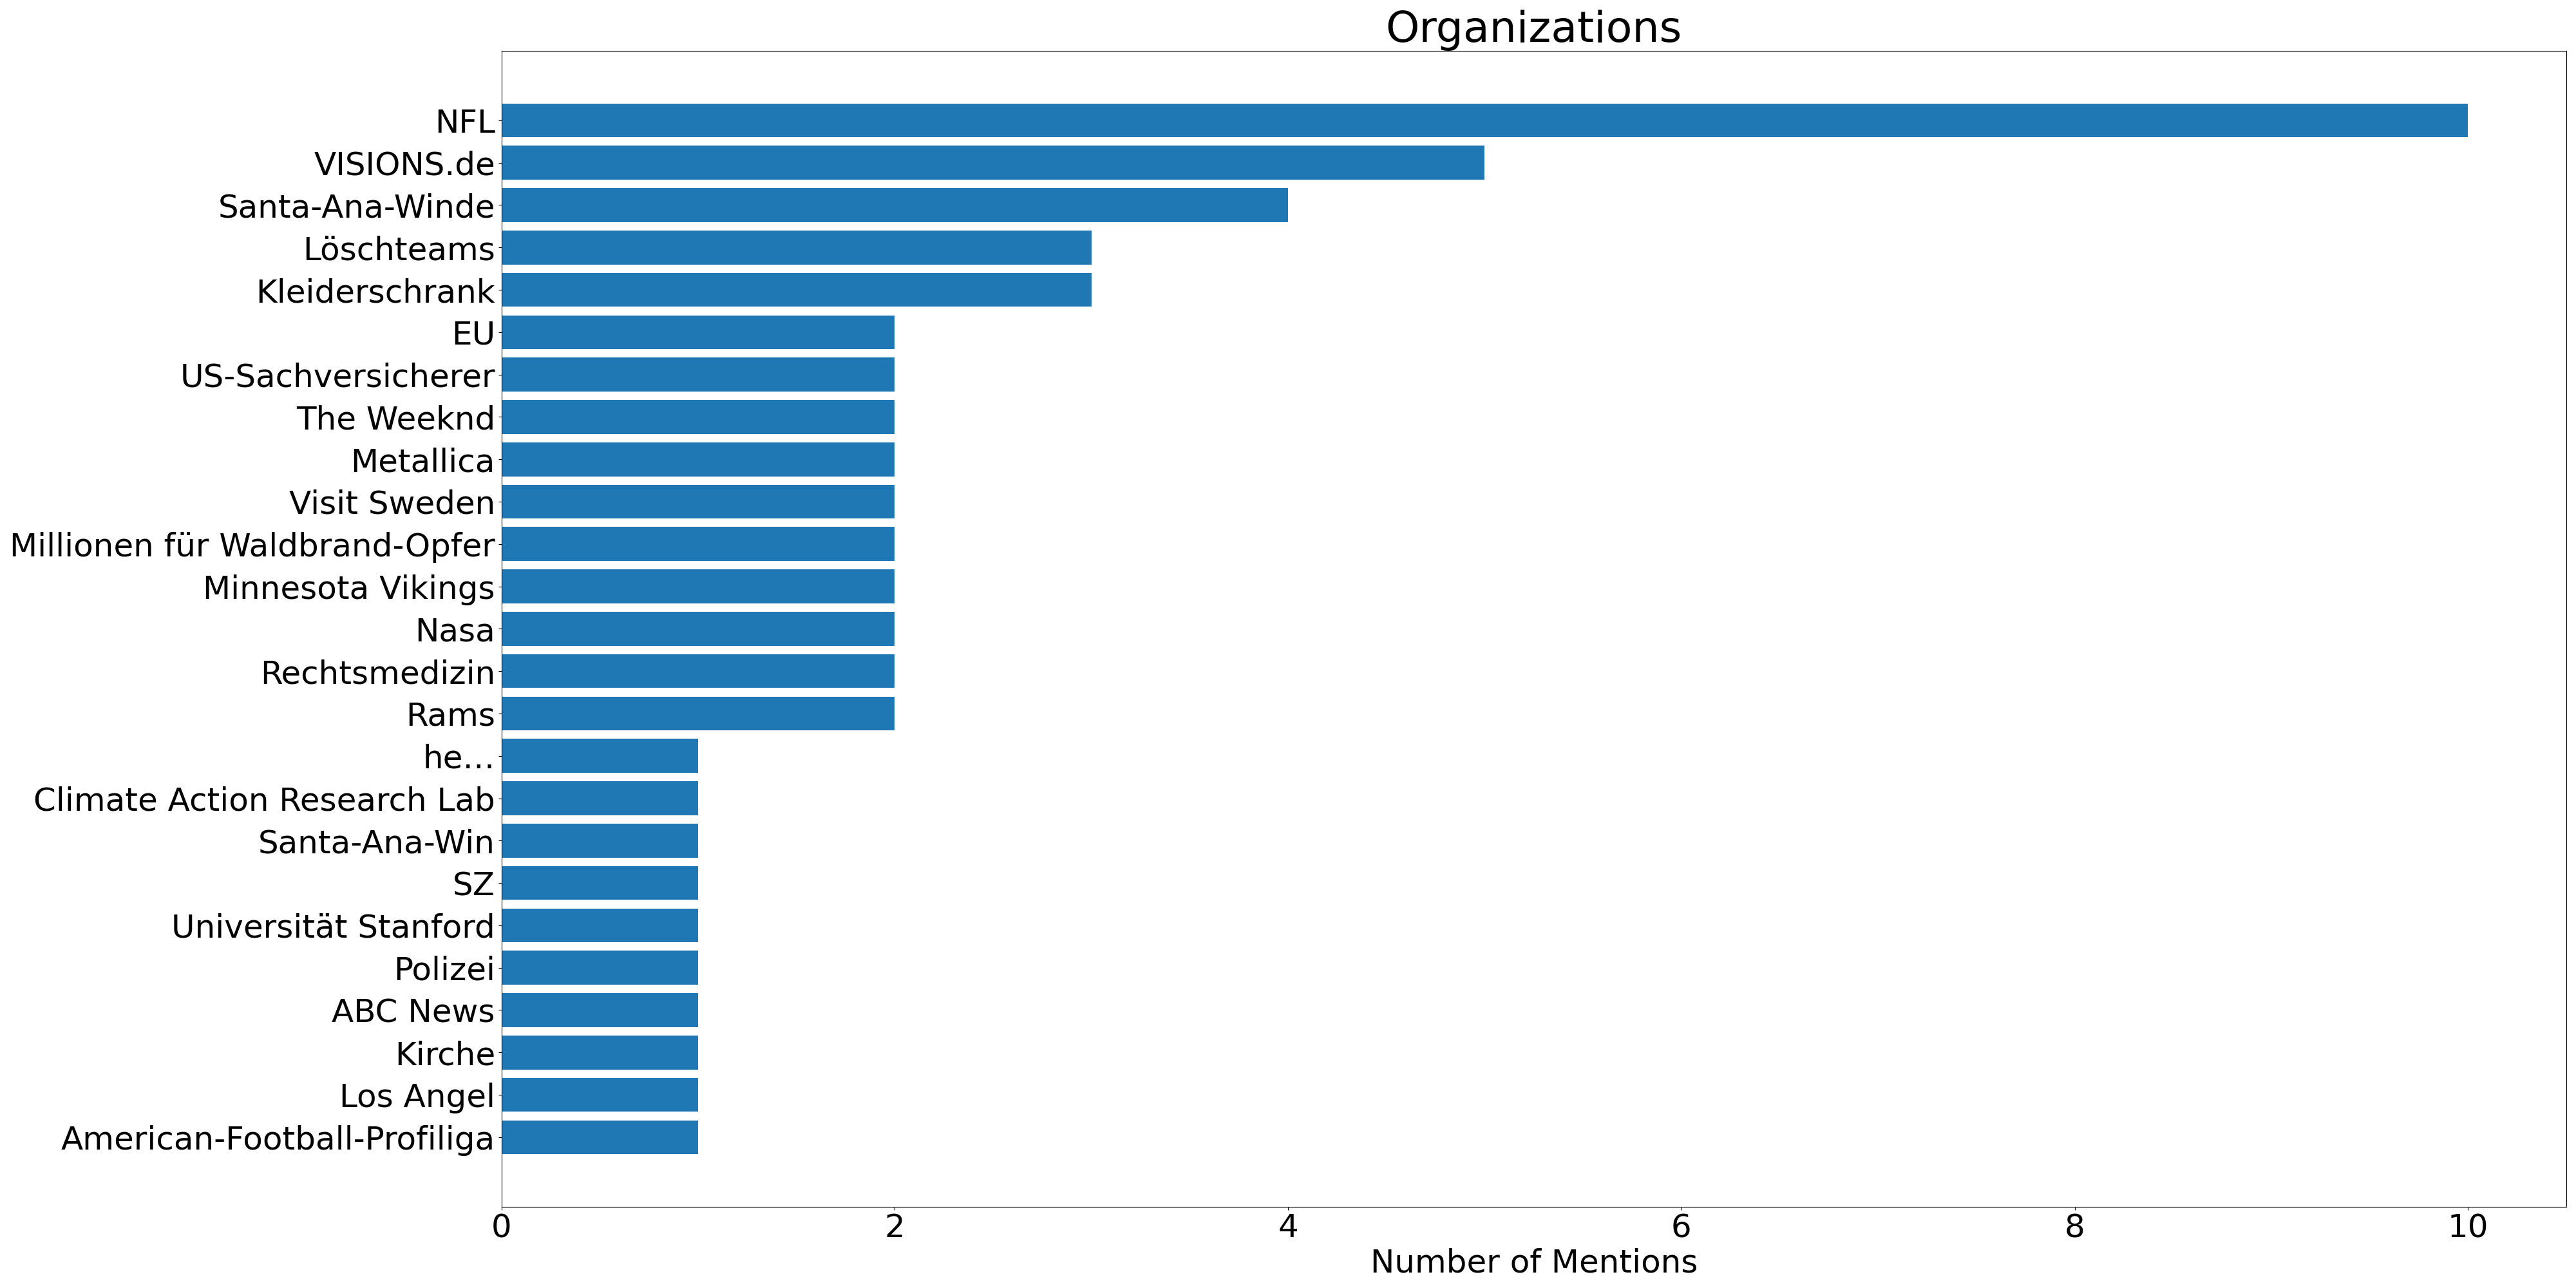 Organizations
NFL
VISIONS.de
Santa-Ana-Winde
Löschteams
Kleiderschrank
EU
US-Sachversicherer
The Weeknd
Metallica
Visit Sweden
Millionen für Waldbrand-Opfer
Minnesota Vikings
Nasa
Rechtsmedizin
Rams
he...
Climate Action Research Lab
Santa-Ana-Win
SZ
Universität Stanford
Polizei
ABC News
Kirche
Los Angel
American-Football-Profiliga
0 2 4 6 8 10
Number of Mentions